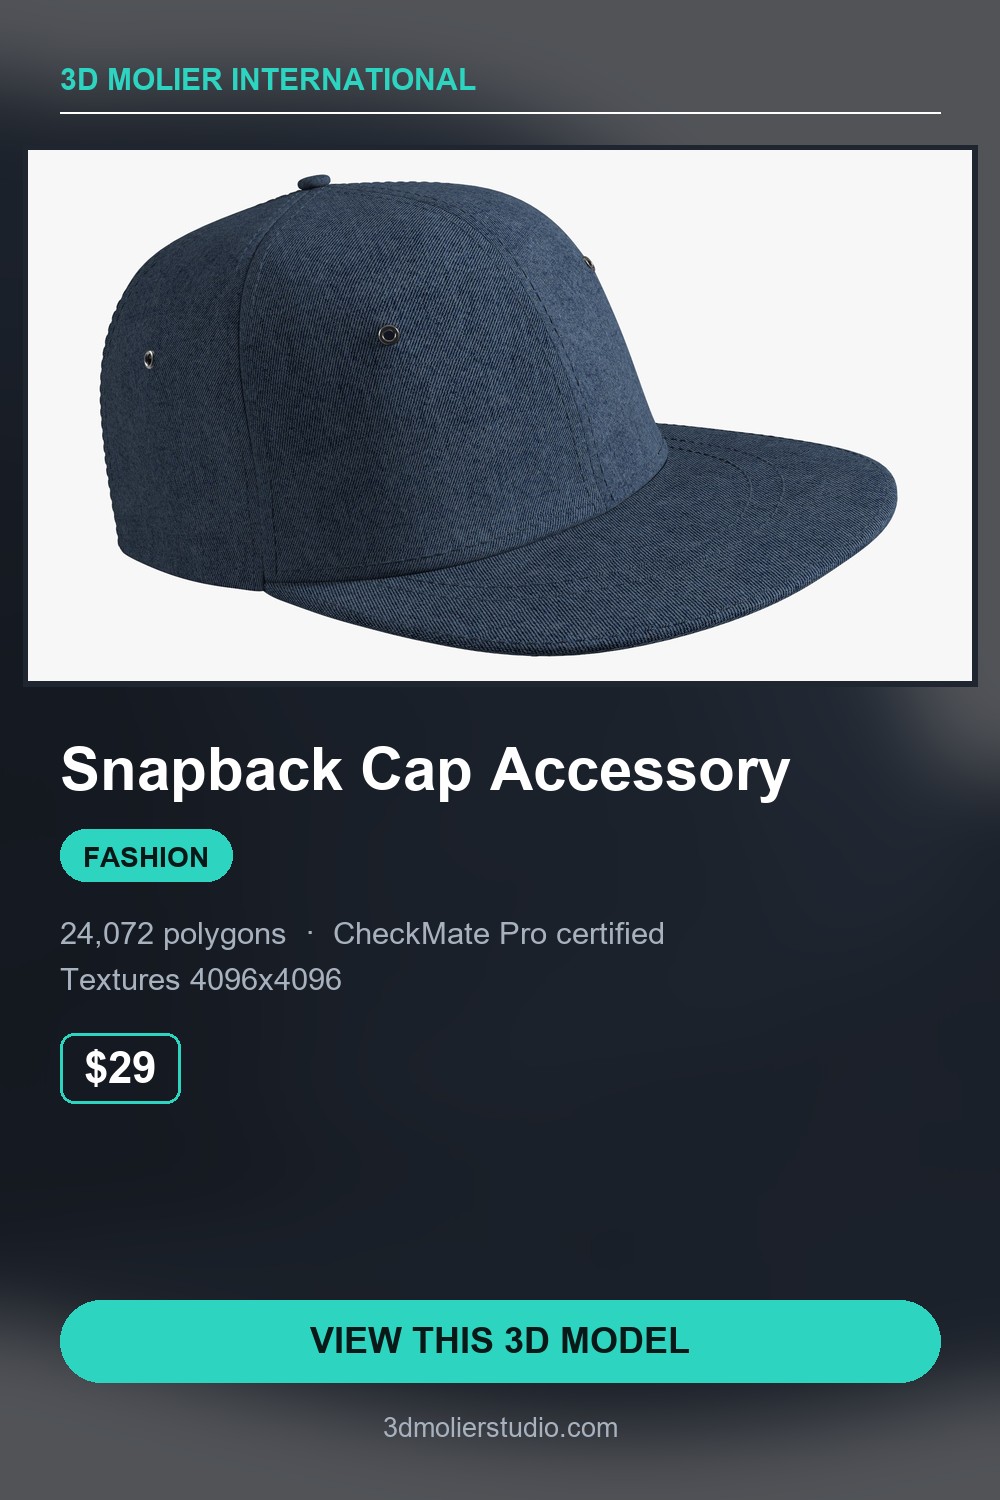 3D MOLIER INTERNATIONAL
Snapback Cap Accessory
FASHION
24,072 polygons · CheckMate Pro certified
Textures 4096x4096
$29
VIEW THIS 3D MODEL
3dmolierstudio.com